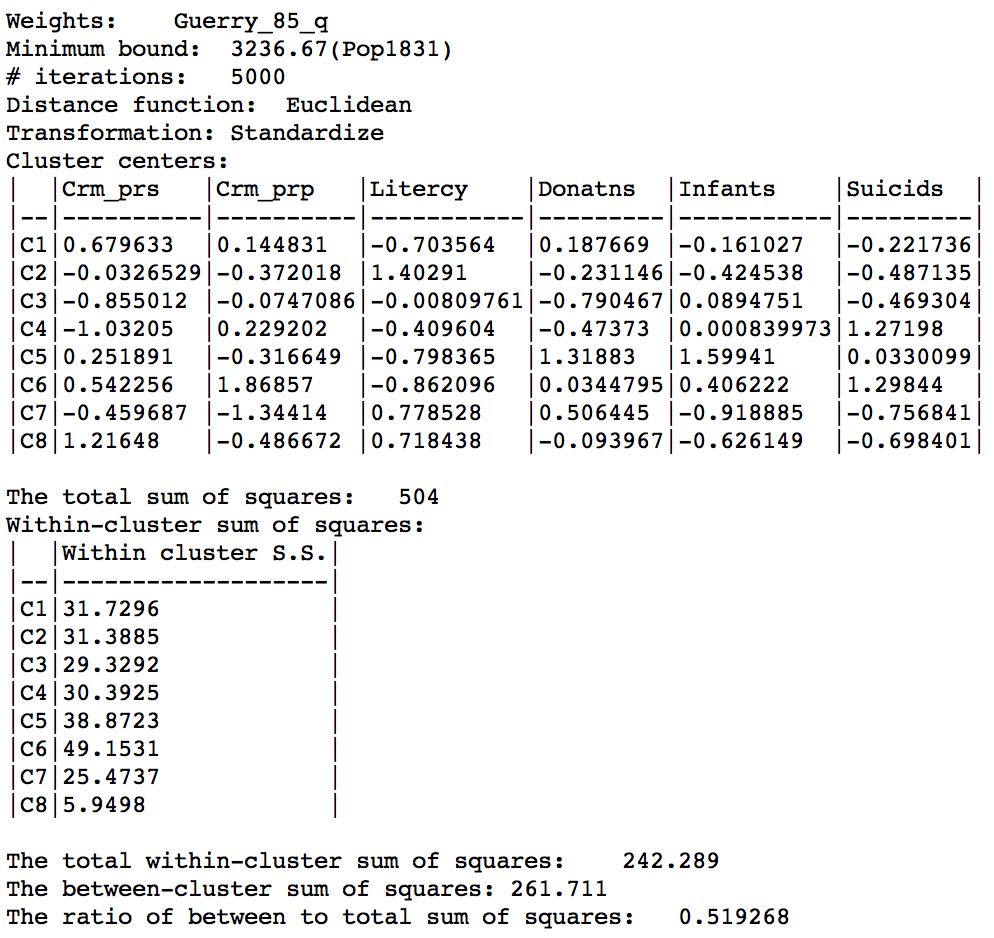 Weights:    Guerry_85_q
Minimum bound:  3236.67(Pop1831)
# iterations:   5000
Distance function:  Euclidean
Transformation: Standardize
Cluster centers:
|  |Crm_prs   |Crm_prp   |Litercy    |Donatns  |Infants    |Suicids  |
|--|----------|----------|-----------|---------|-----------|---------|
|C1|0.679633  |0.144831  |-0.703564  |0.187669 |-0.161027  |-0.221736|
|C2|-0.0326529|-0.372018 |1.40291    |-0.231146|-0.424538  |-0.487135|
|C3|-0.855012 |-0.0747086|-0.00809761|-0.790467|0.0894751  |-0.469304|
|C4|-1.03205  |0.229202  |-0.409604  |-0.47373 |0.000839973|1.27198  |
|C5|0.251891  |-0.316649 |-0.798365  |1.31883  |1.59941    |0.0330099|
|C6|0.542256  |1.86857   |-0.862096  |0.0344795|0.406222   |1.29844  |
|C7|-0.459687 |-1.34414  |0.778528   |0.506445 |-0.918885  |-0.756841|
|C8|1.21648   |-0.486672 |0.718438   |-0.093967|-0.626149  |-0.698401|
The total sum of squares:   504
Within-cluster sum of squares:
|  |Within cluster S.S.|
|--|-------------------|
|C1|31.7296            |
|C2|31.3885            |
|C3|29.3292            |
|C4|30.3925            |
|C5|38.8723            |
|C6|49.1531            |
|C7|25.4737            |
|C8|5.9498             |
The total within-cluster sum of squares:    242.289
The between-cluster sum of squares: 261.711
The ratio of between to total sum of squares:   0.519268